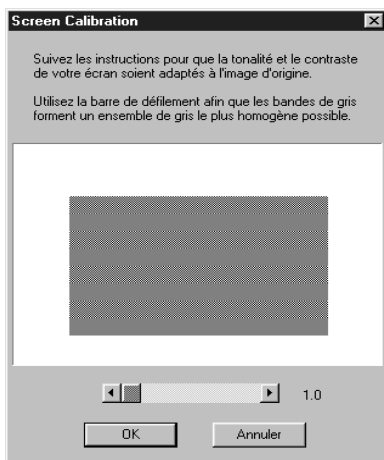 Screen Calibration
Suivez les instructions pour que la tonalité et le contraste
de votre écran soient adaptés à l'image d'origine.
Utilisez la barre de défilement afin que les bandes de gris
forment un ensemble de gris le plus homogène possible.
1.0
OK Annuler